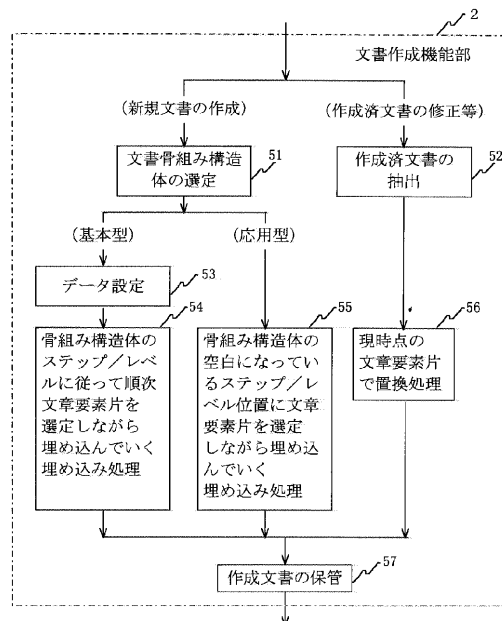 2
文書作成機能部
(新規文書の作成)
(作成済文書の修正等)
51
文書骨組み構造
体の選定
52
作成済文書の
抽出
(基本型)
(応用型)
53
データ設定
54
骨組み構造体の
ステップ/レベ
ルに従って順次
文章要素片を
選定しながら
埋め込んでいく
埋め込み処理
55
骨組み構造体の
空白になってい
るステップ/レ
ベル位置に文章
要素片を選定
しながら埋め込
んでいく
埋め込み処理
56
現時点の
文章要素片
で置換処理
57
作成文書の保管